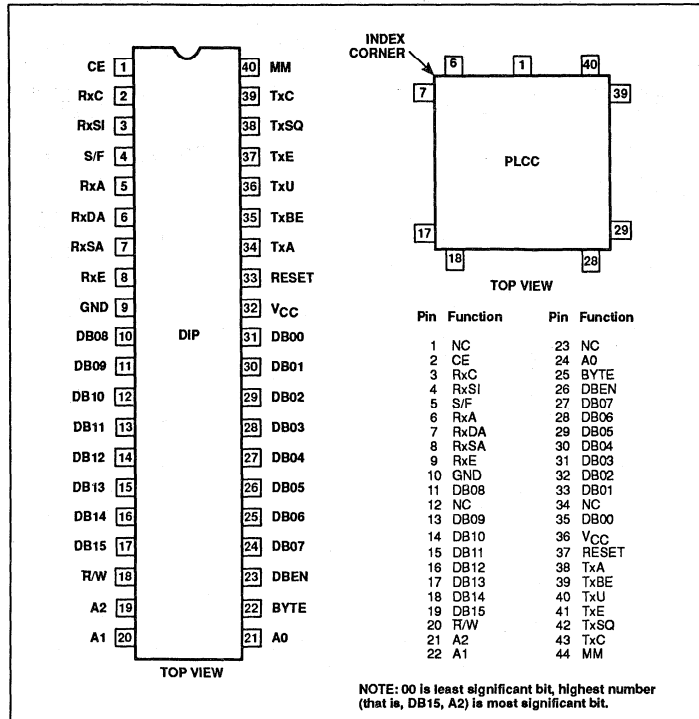 CE 1 40 MM
RxC 2 39 TxC
RxSI 3 38 TxSQ
S/F 4 37 TxE
RxA 5 36 TxU
RxDA 6 35 TxBE
RxSA 7 34 TxA
RxE 8 33 RESET
GND 9 32 VCC
DB08 10 DIP 31 DB00
DB09 11 30 DB01
DB10 12 29 DB02
DB11 13 28 DB03
DB12 14 27 DB04
DB13 15 26 DB05
DB14 16 25 DB06
DB15 17 24 DB07
R̅/W 18 23 DBEN
A2 19 22 BYTE
A1 20 21 A0
TOP VIEW
INDEX
CORNER
6 1 40
7 39
PLCC
17 29
18 28
TOP VIEW
Pin Function Pin Function
1 NC 23 NC
2 CE 24 A0
3 RxC 25 BYTE
4 RxSI 26 DBEN
5 S/F 27 DB07
6 RxA 28 DB06
7 RxDA 29 DB05
8 RxSA 30 DB04
9 RxE 31 DB03
10 GND 32 DB02
11 DB08 33 DB01
12 NC 34 NC
13 DB09 35 DB00
14 DB10 36 VCC
15 DB11 37 RESET
16 DB12 38 TxA
17 DB13 39 TxBE
18 DB14 40 TxU
19 DB15 41 TxE
20 R̅/W 42 TxSQ
21 A2 43 TxC
22 A1 44 MM
NOTE: 00 is least significant bit, highest number
(that is, DB15, A2) is most significant bit.